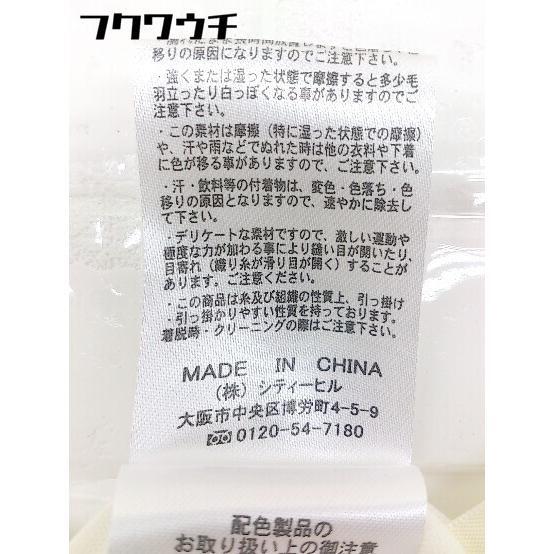 フクワウチ
移りの原因になりますのでご注意下さい。
・強くまたは湿った状態で摩擦すると多少毛
羽立ったり白っぽくなる事がありますのでご
注意下さい。
・この素材は摩擦（特に湿った状態での摩擦）
や、汗や雨などでぬれた時は他の衣料や下着
に色が移る事がありますので、ご注意下さい。
・汗・飲料等の付着物は、変色・色落ち・色
移りの原因となりますので、速やかに除去し
て下さい。
・デリケートな素材ですので、激しい運動や
極度な力が加わる事により縫い目が開いたり、
目寄れ（織り糸が滑り目が開く）することが
あります。ご注意ください。
・この商品は糸及び組織の性質上、引っ掛け
・引っ掛かりやすい性質を持っております。
着脱時・クリーニングの際はご注意下さい。
MADE IN CHINA
（株）シティーヒル
大阪市中央区博労町4-5-9
0120-54-7180
配色製品の
お取り扱い上の御注意